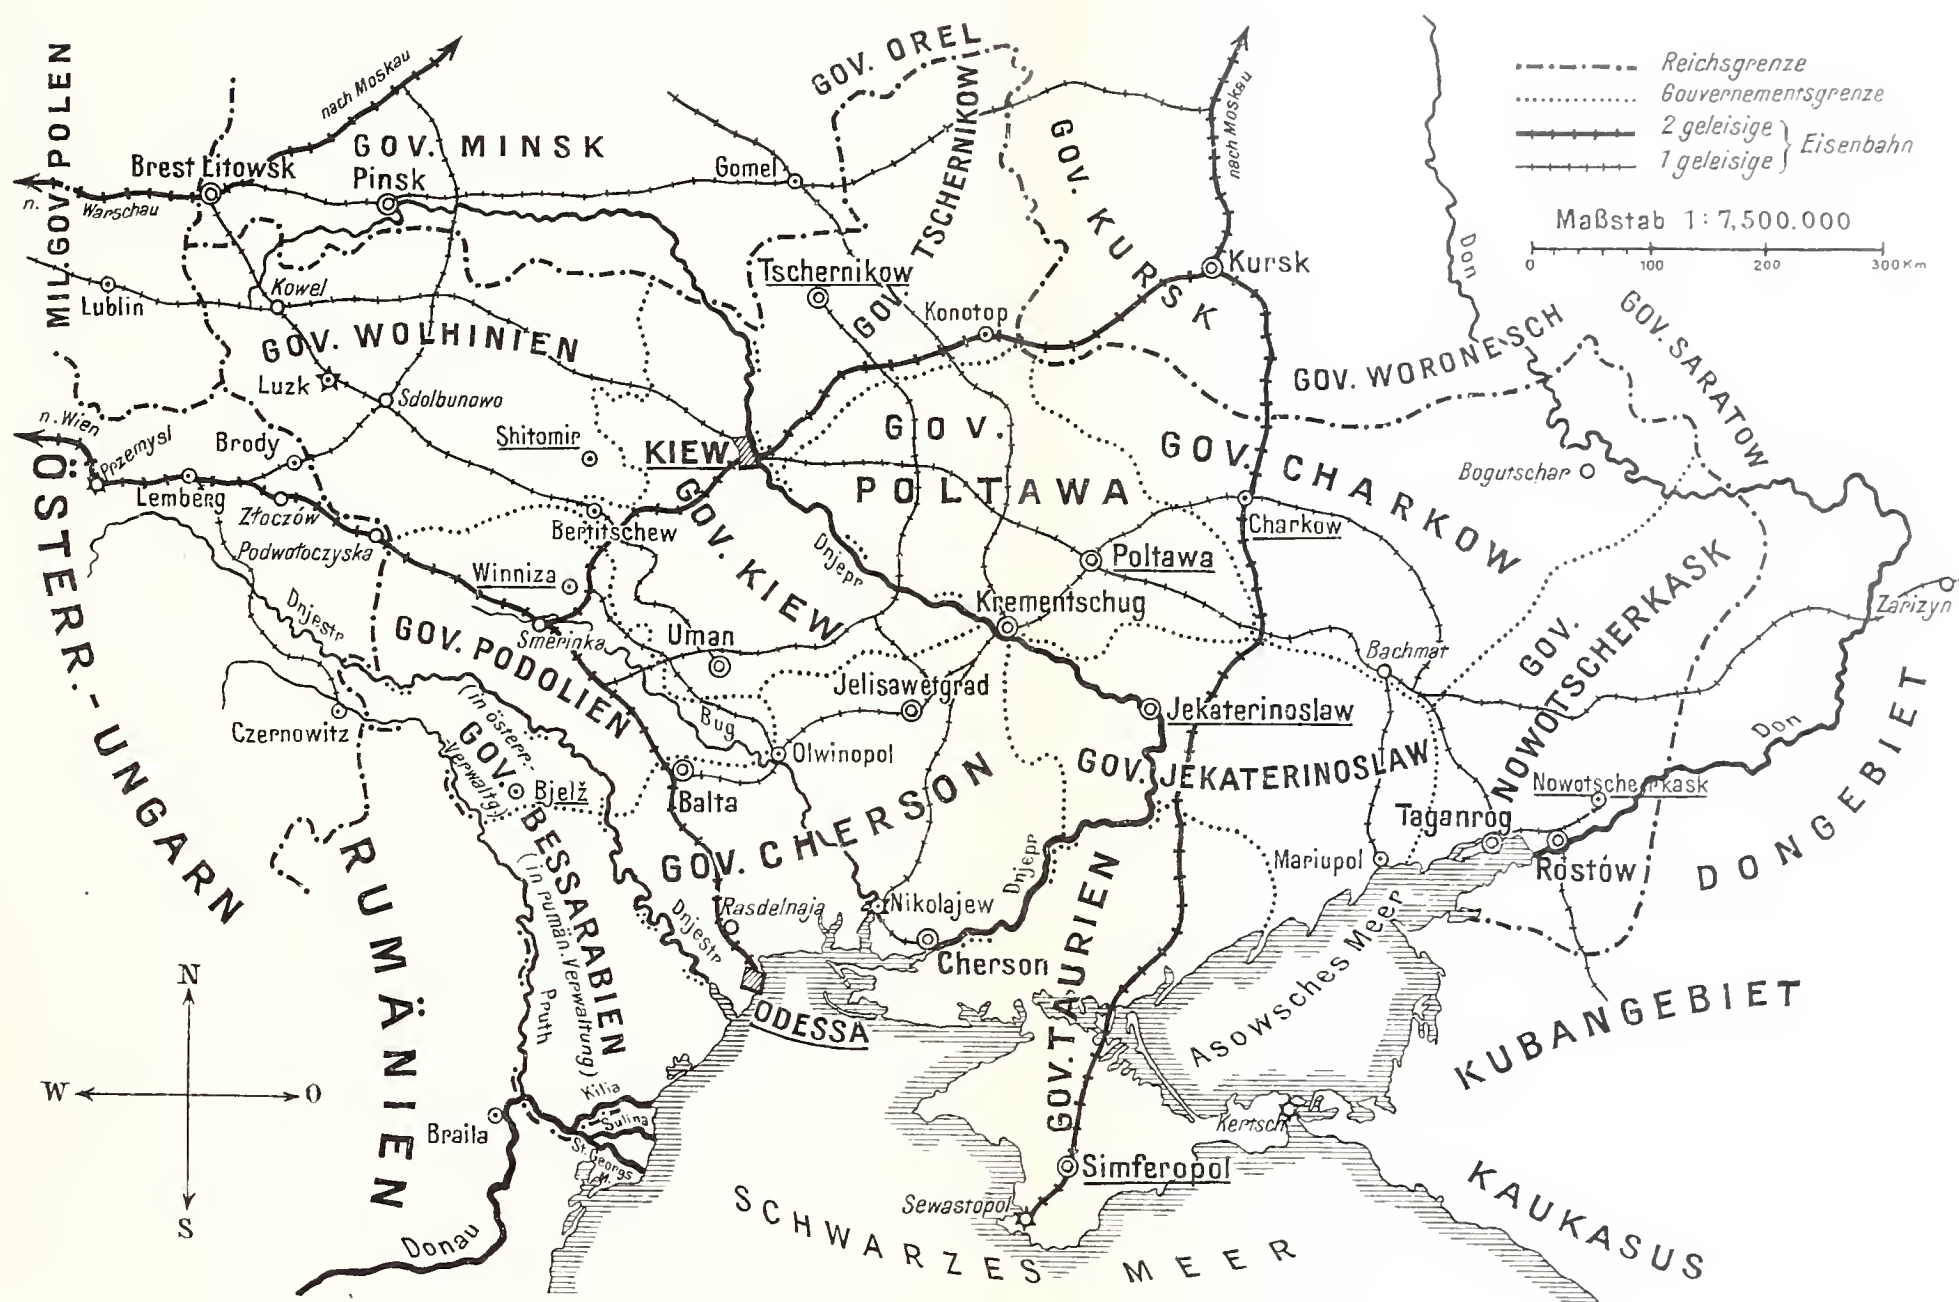 Reichsgrenze
Gouvernementsgrenze
2 geleisige
1 geleisige
Eisenbahn
Maßstab 1:7,500.000
0 100 200 300 Km
MIL. GOV. POLEN
nach Moskau
GOV. MINSK
Brest Litowsk
Pinsk
n. Warschau
Gomel
GOV. OREL
GOV. TSCHERNIKOW
GOV. KURSK
nach Moskau
Kursk
Don
Lublin
Kowel
GOV. WOLHINIEN
Luzk
Sdolbunowo
Tschernikow
Konotop
GOV. WORONESCH
GOV. SARATOW
n. Wien
Przemysl
Brody
Lemberg
Złoczów
Podwołoczyska
Shitomir
KIEW
Bertitschew
Winniza
Smerinka
GOV. KIEW
GOV. POLTAWA
GOV. CHARKOW
Bogutschar
Charkow
Poltawa
Dnjepr
Krementschug
Uman
ÖSTERR.-UNGARN
Dnjestr
GOV. PODOLIEN
Czernowitz
Bug
Jelisawetgrad
Olwinopol
Jekaterinoslaw
Bachmat
GOV. NOWOTSCHERKASK
NOWOTSCHERKASK
Zarizyn
Don
(in österr.-Verwaltg.)
GOV. BESSARABIEN
(in rumän. Verwaltung)
Bjelż
Balta
GOV. CHERSON
GOV. JEKATERINOSLAW
Nowotscherkask
Taganrog
Rostów
Mariupol
DONGEBIET
RUMÄNIEN
Dnjestr
Rasdelnaja
Nikolajew
Dnjepr
Cherson
ODESSA
GOV. TAURIEN
Asowsches Meer
KUBANGEBIET
Pruth
Kilia
Sulina
St. Georgs M.
Braila
Donau
Kertsch
Simferopol
Sewastopol
SCHWARZES MEER
KAUKASUS
N
W O
S